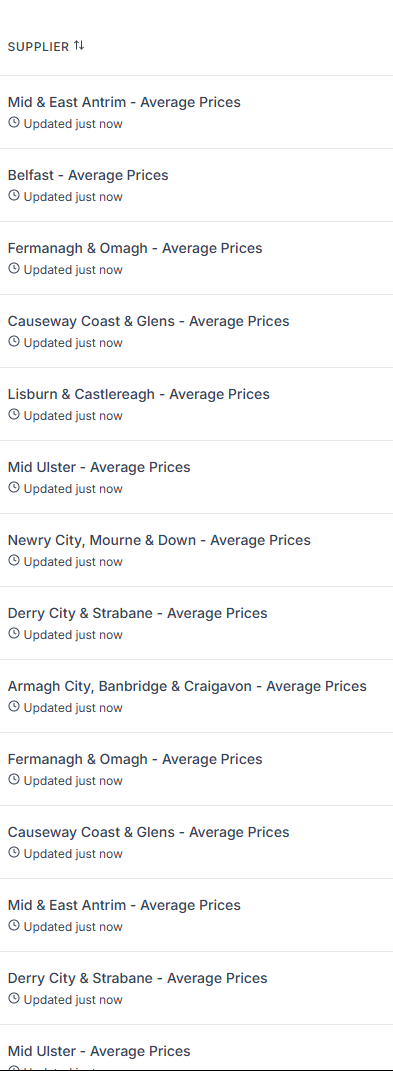 SUPPLIER
Mid & East Antrim - Average Prices
Updated just now
Belfast - Average Prices
Updated just now
Fermanagh & Omagh - Average Prices
Updated just now
Causeway Coast & Glens - Average Prices
Updated just now
Lisburn & Castlereagh - Average Prices
Updated just now
Mid Ulster - Average Prices
Updated just now
Newry City, Mourne & Down - Average Prices
Updated just now
Derry City & Strabane - Average Prices
Updated just now
Armagh City, Banbridge & Craigavon - Average Prices
Updated just now
Fermanagh & Omagh - Average Prices
Updated just now
Causeway Coast & Glens - Average Prices
Updated just now
Mid & East Antrim - Average Prices
Updated just now
Derry City & Strabane - Average Prices
Updated just now
Mid Ulster - Average Prices